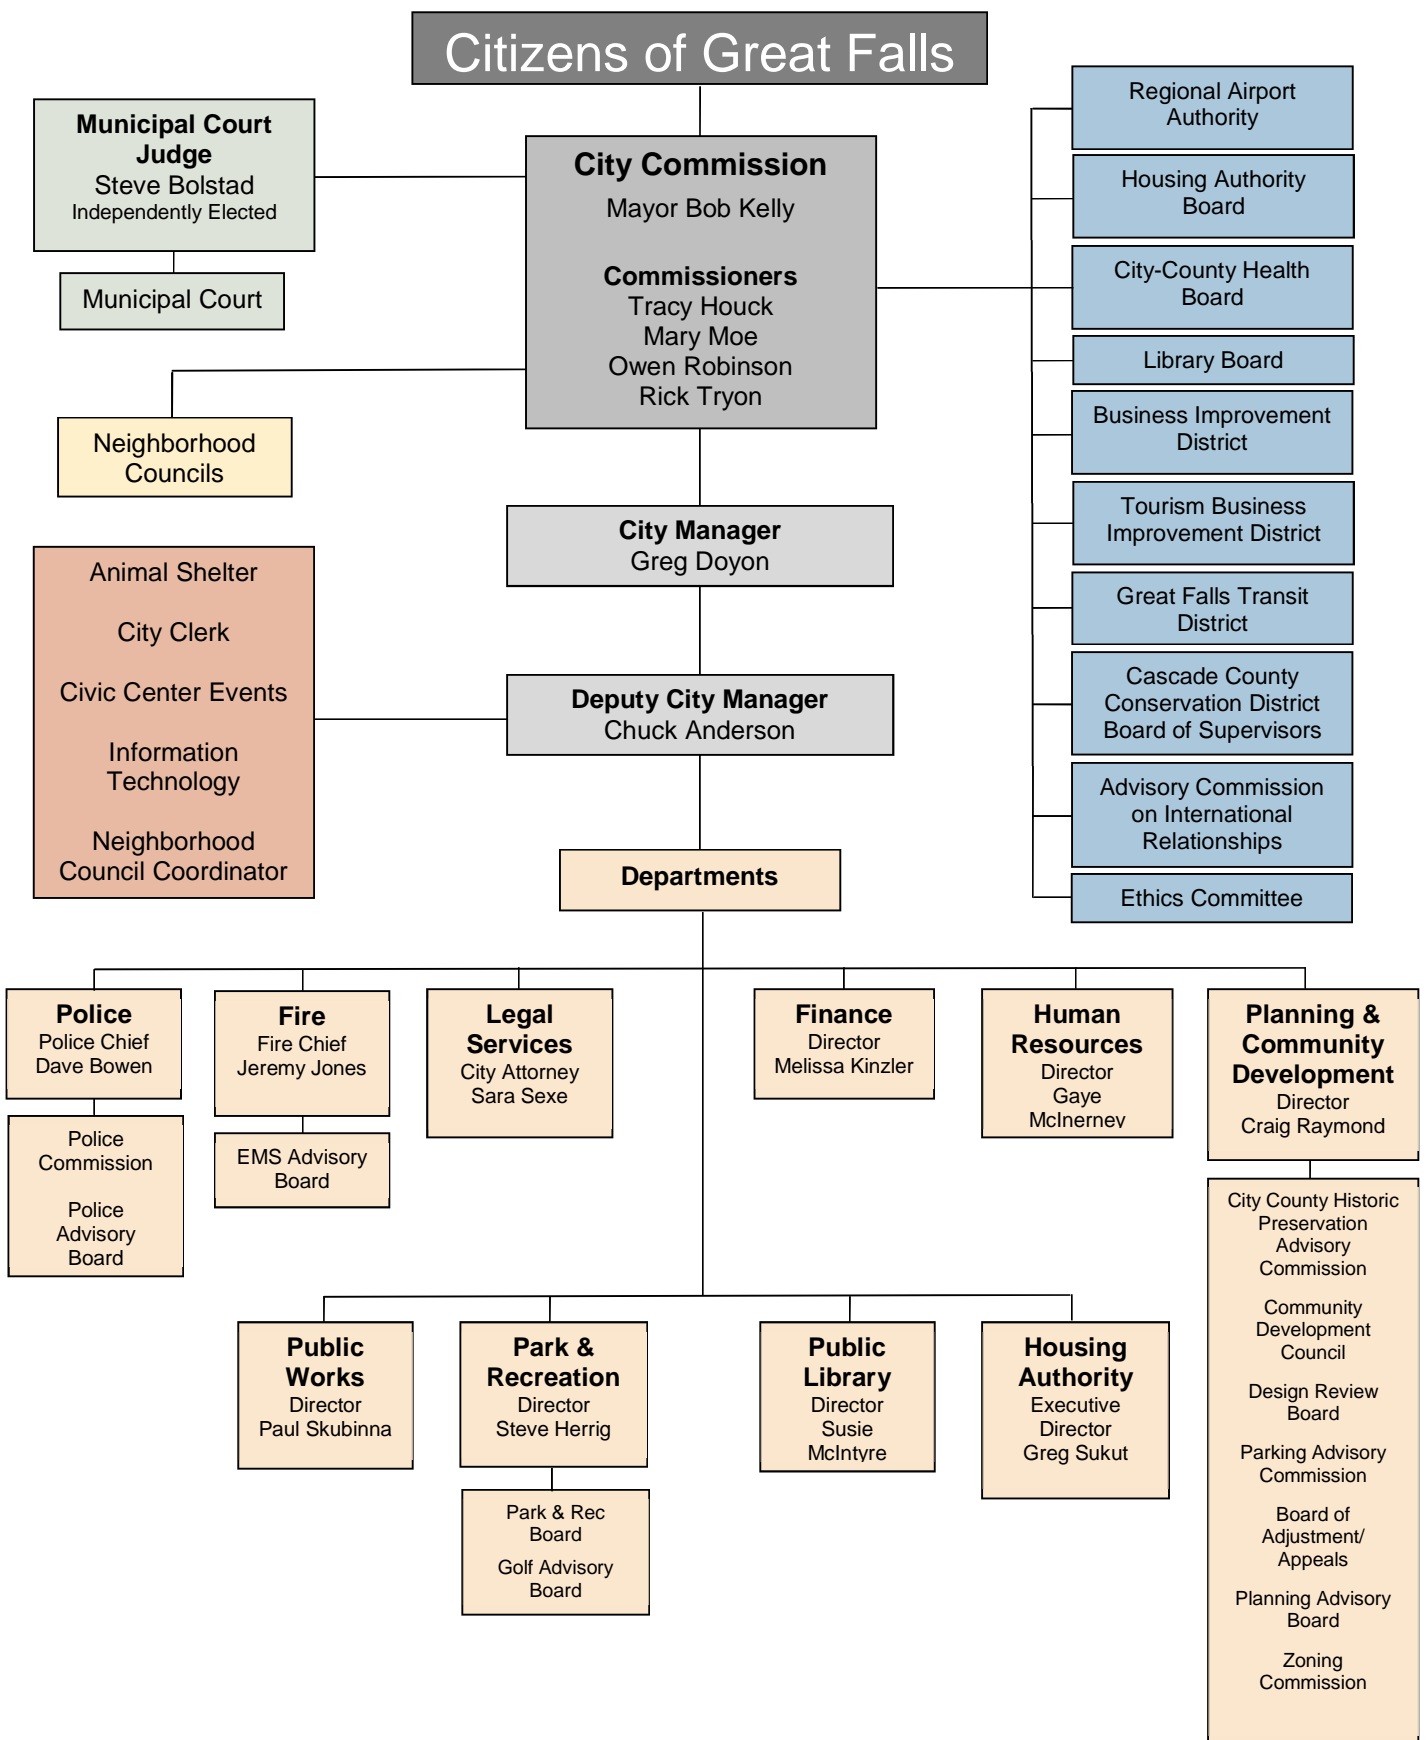 Citizens of Great Falls
Municipal Court
Judge
Steve Bolstad
Independently Elected
Municipal Court
Neighborhood
Councils
City Commission
Mayor Bob Kelly
Commissioners
Tracy Houck
Mary Moe
Owen Robinson
Rick Tryon
Regional Airport
Authority
Housing Authority
Board
City-County Health
Board
Library Board
Business Improvement
District
Tourism Business
Improvement District
Great Falls Transit
District
Cascade County
Conservation District
Board of Supervisors
Advisory Commission
on International
Relationships
Ethics Committee
City Manager
Greg Doyon
Animal Shelter
City Clerk
Civic Center Events
Information
Technology
Neighborhood
Council Coordinator
Deputy City Manager
Chuck Anderson
Departments
Police
Police Chief
Dave Bowen
Police
Commission
Police
Advisory
Board
Fire
Fire Chief
Jeremy Jones
EMS Advisory
Board
Legal
Services
City Attorney
Sara Sexe
Finance
Director
Melissa Kinzler
Human
Resources
Director
Gaye
McInerney
Planning &
Community
Development
Director
Craig Raymond
City County Historic
Preservation
Advisory
Commission
Community
Development
Council
Design Review
Board
Parking Advisory
Commission
Board of
Adjustment/
Appeals
Planning Advisory
Board
Zoning
Commission
Public
Works
Director
Paul Skubinna
Park &
Recreation
Director
Steve Herrig
Park & Rec
Board
Golf Advisory
Board
Public
Library
Director
Susie
McIntyre
Housing
Authority
Executive
Director
Greg Sukut